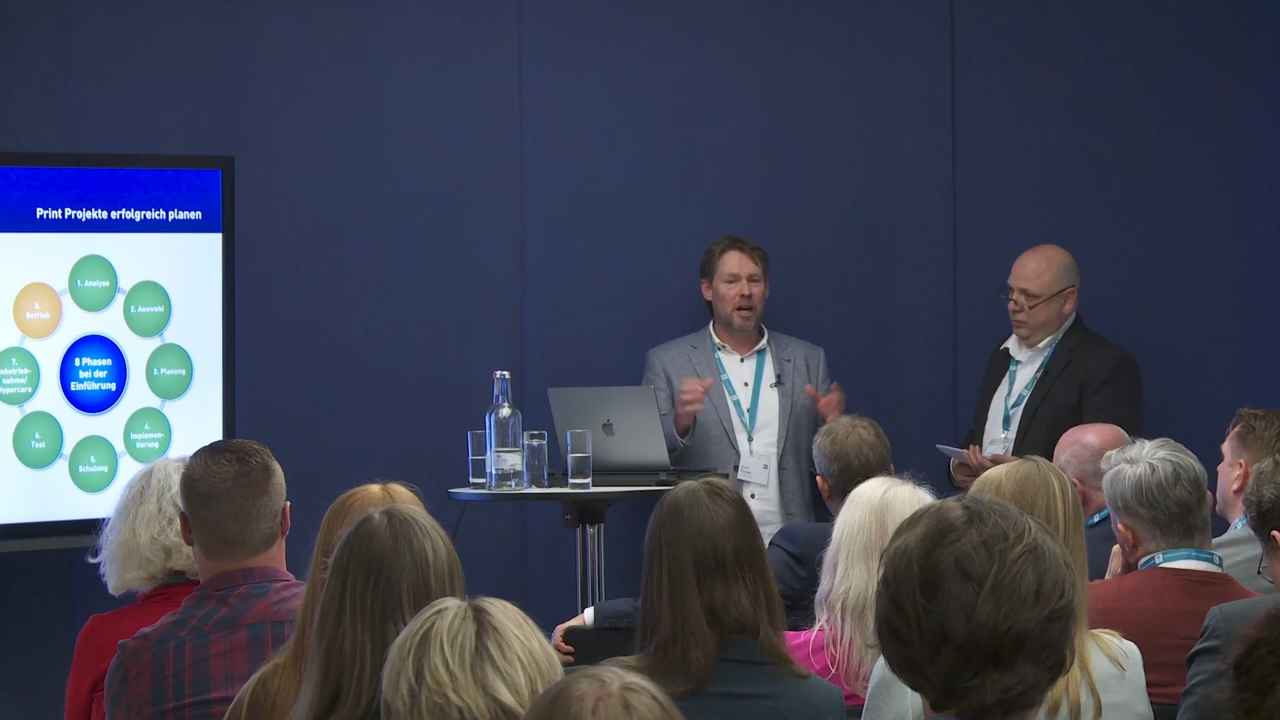 Print Projekte erfolgreich planen
1. Analyse
2. Auswahl
3. Planung
4.
Implemen-
tierung
5.
Schulung
6.
Test
7.
nbetrieb-
nahme/
Hypercare
8.
Betrieb
8 Phasen
bei der
Einführung